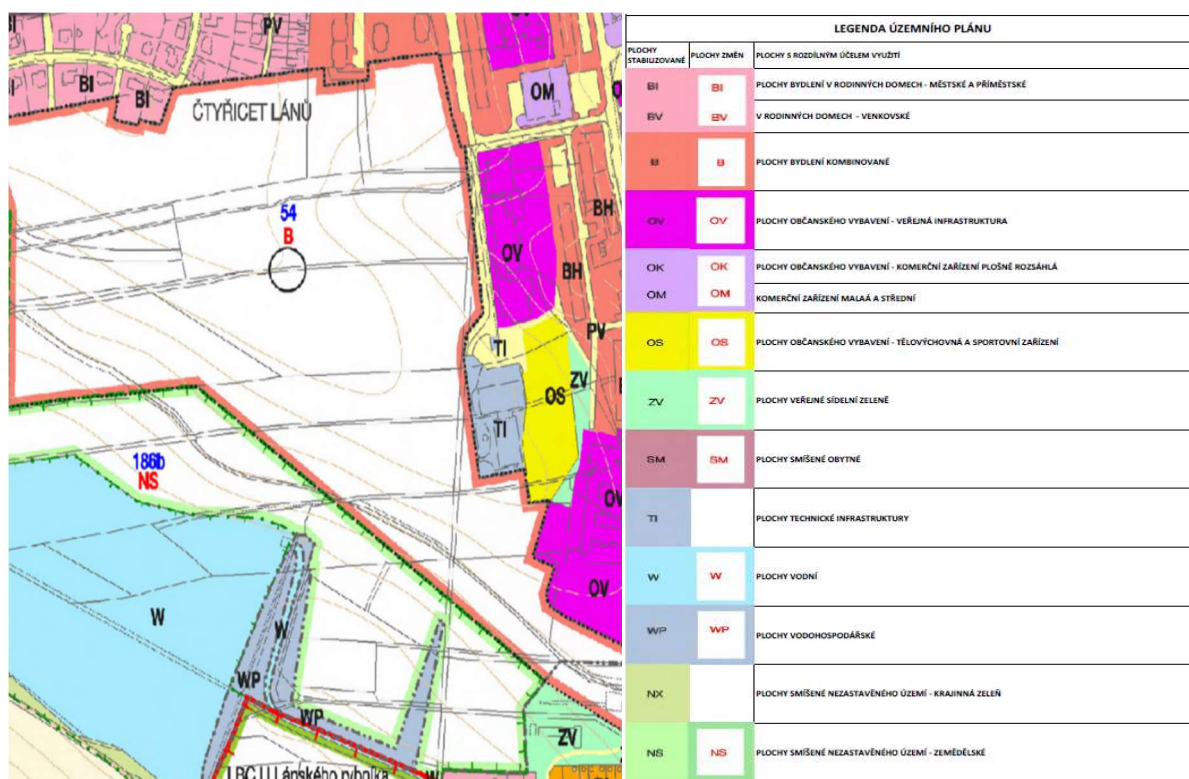 PV
BI
BI
BI
ČTYŘICET LÁNŮ
OM
54
B
OV
BH
BH
PV
TI
ZV
OS
TI
186b
NS
OV
OV
W
W
WP
WP
ZV
LBC U Lánského rybníka
LEGENDA ÚZEMNÍHO PLÁNU
PLOCHY STABILIZOVANÉ PLOCHY ZMĚN PLOCHY S ROZDÍLNÝM ÚČELEM VYUŽITÍ
BI BI PLOCHY BYDLENÍ V RODINNÝCH DOMECH - MĚSTSKÉ A PŘÍMĚSTSKÉ
BV BV V RODINNÝCH DOMECH - VENKOVSKÉ
B B PLOCHY BYDLENÍ KOMBINOVANÉ
OV OV PLOCHY OBČANSKÉHO VYBAVENÍ - VEŘEJNÁ INFRASTRUKTURA
OK OK PLOCHY OBČANSKÉHO VYBAVENÍ - KOMERČNÍ ZAŘÍZENÍ PLOŠNĚ ROZSÁHLÁ
OM OM KOMERČNÍ ZAŘÍZENÍ MALAÁ A STŘEDNÍ
OS OS PLOCHY OBČANSKÉHO VYBAVENÍ - TĚLOVÝCHOVNÁ A SPORTOVNÍ ZAŘÍZENÍ
ZV ZV PLOCHY VEŘEJNÉ SÍDELNÍ ZELENĚ
SM SM PLOCHY SMÍŠENÉ OBYTNÉ
TI PLOCHY TECHNICKÉ INFRASTRUKTURY
W W PLOCHY VODNÍ
WP WP PLOCHY VODOHOSPODÁŘSKÉ
NX PLOCHY SMÍŠENÉ NEZASTAVĚNÉHO ÚZEMÍ - KRAJINNÁ ZELEŇ
NS NS PLOCHY SMÍŠENÉ NEZASTAVĚNÉHO ÚZEMÍ - ZEMĚDĚLSKÉ